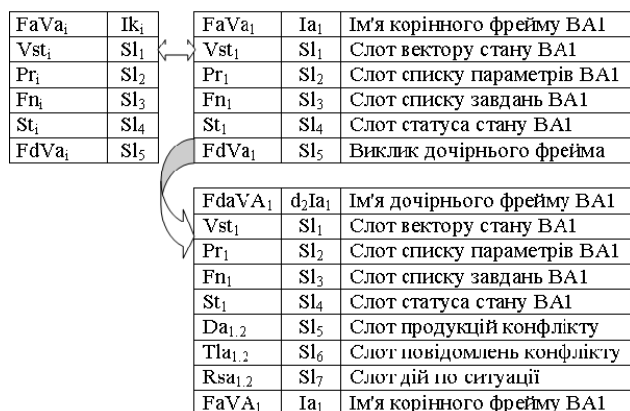 FaVaᵢ Ikᵢ
Vstᵢ Sl₁
Prᵢ Sl₂
Fnᵢ Sl₃
Stᵢ Sl₄
FdVaᵢ Sl₅
FaVa₁ Ia₁ Ім'я корінного фрейму ВА1
Vst₁ Sl₁ Слот вектору стану ВА1
Pr₁ Sl₂ Слот списку параметрів ВА1
Fn₁ Sl₃ Слот списку завдань ВА1
St₁ Sl₄ Слот статуса стану ВА1
FdVa₁ Sl₅ Виклик дочірнього фрейма
FdaVA₁ d₂Ia₁ Ім'я дочірнього фрейму ВА1
Vst₁ Sl₁ Слот вектору стану ВА1
Pr₁ Sl₂ Слот списку параметрів ВА1
Fn₁ Sl₃ Слот списку завдань ВА1
St₁ Sl₄ Слот статуса стану ВА1
Da₁.₂ Sl₅ Слот продукцій конфлікту
Tla₁.₂ Sl₆ Слот повідомлень конфлікту
Rsa₁.₂ Sl₇ Слот дій по ситуації
FaVA₁ Ia₁ Ім'я корінного фрейму ВА1